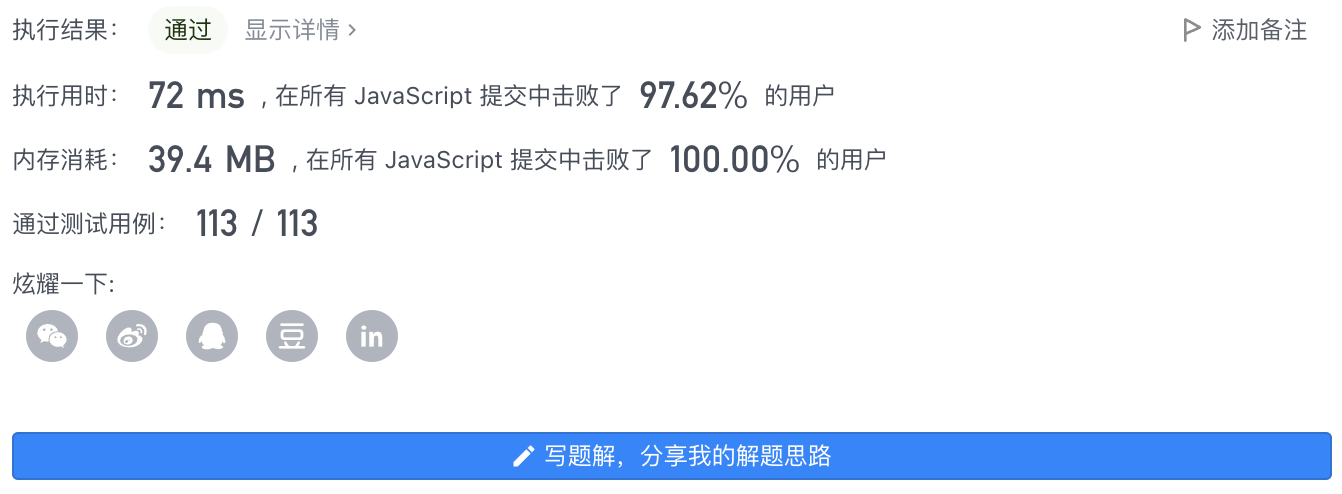 执行结果： 通过 显示详情 › 添加备注
执行用时： 72 ms , 在所有 JavaScript 提交中击败了 97.62% 的用户
内存消耗： 39.4 MB , 在所有 JavaScript 提交中击败了 100.00% 的用户
通过测试用例： 113 / 113
炫耀一下:
豆 in
写题解，分享我的解题思路